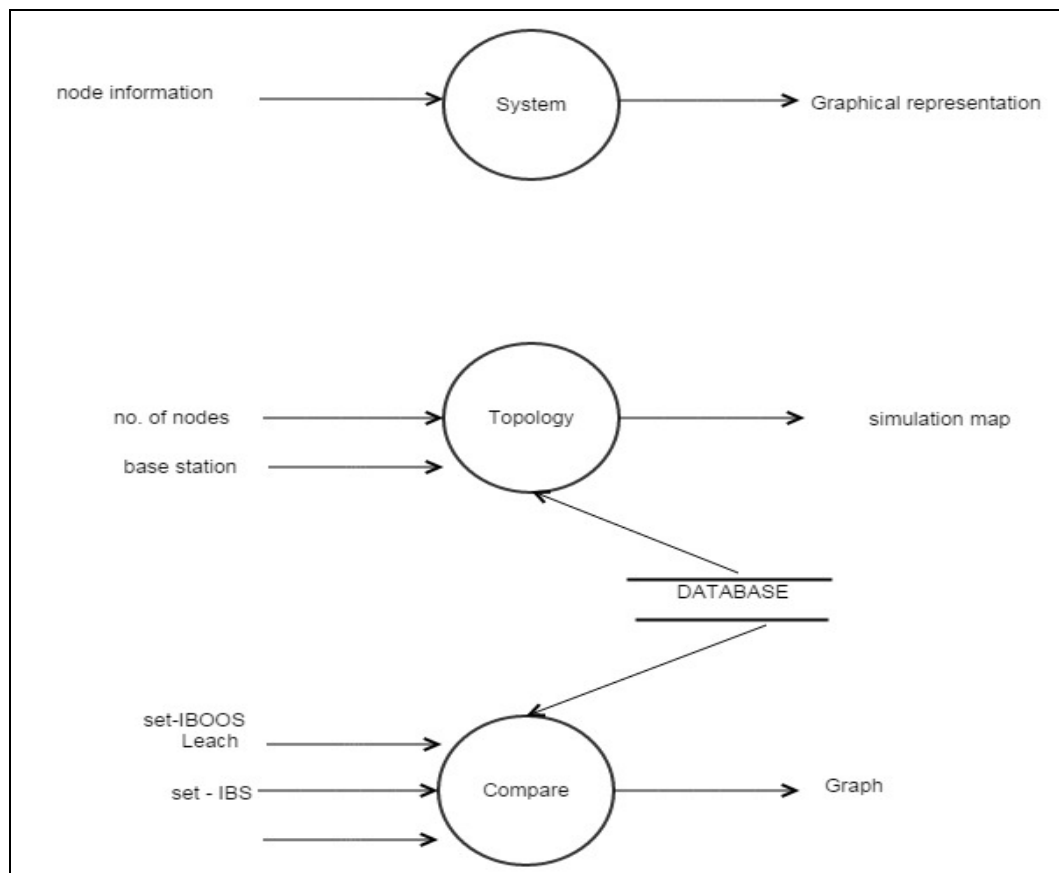 node information
System
Graphical representation
no. of nodes
Topology
simulation map
base station
DATABASE
set-IBOOS
Leach
set - IBS
Compare
Graph